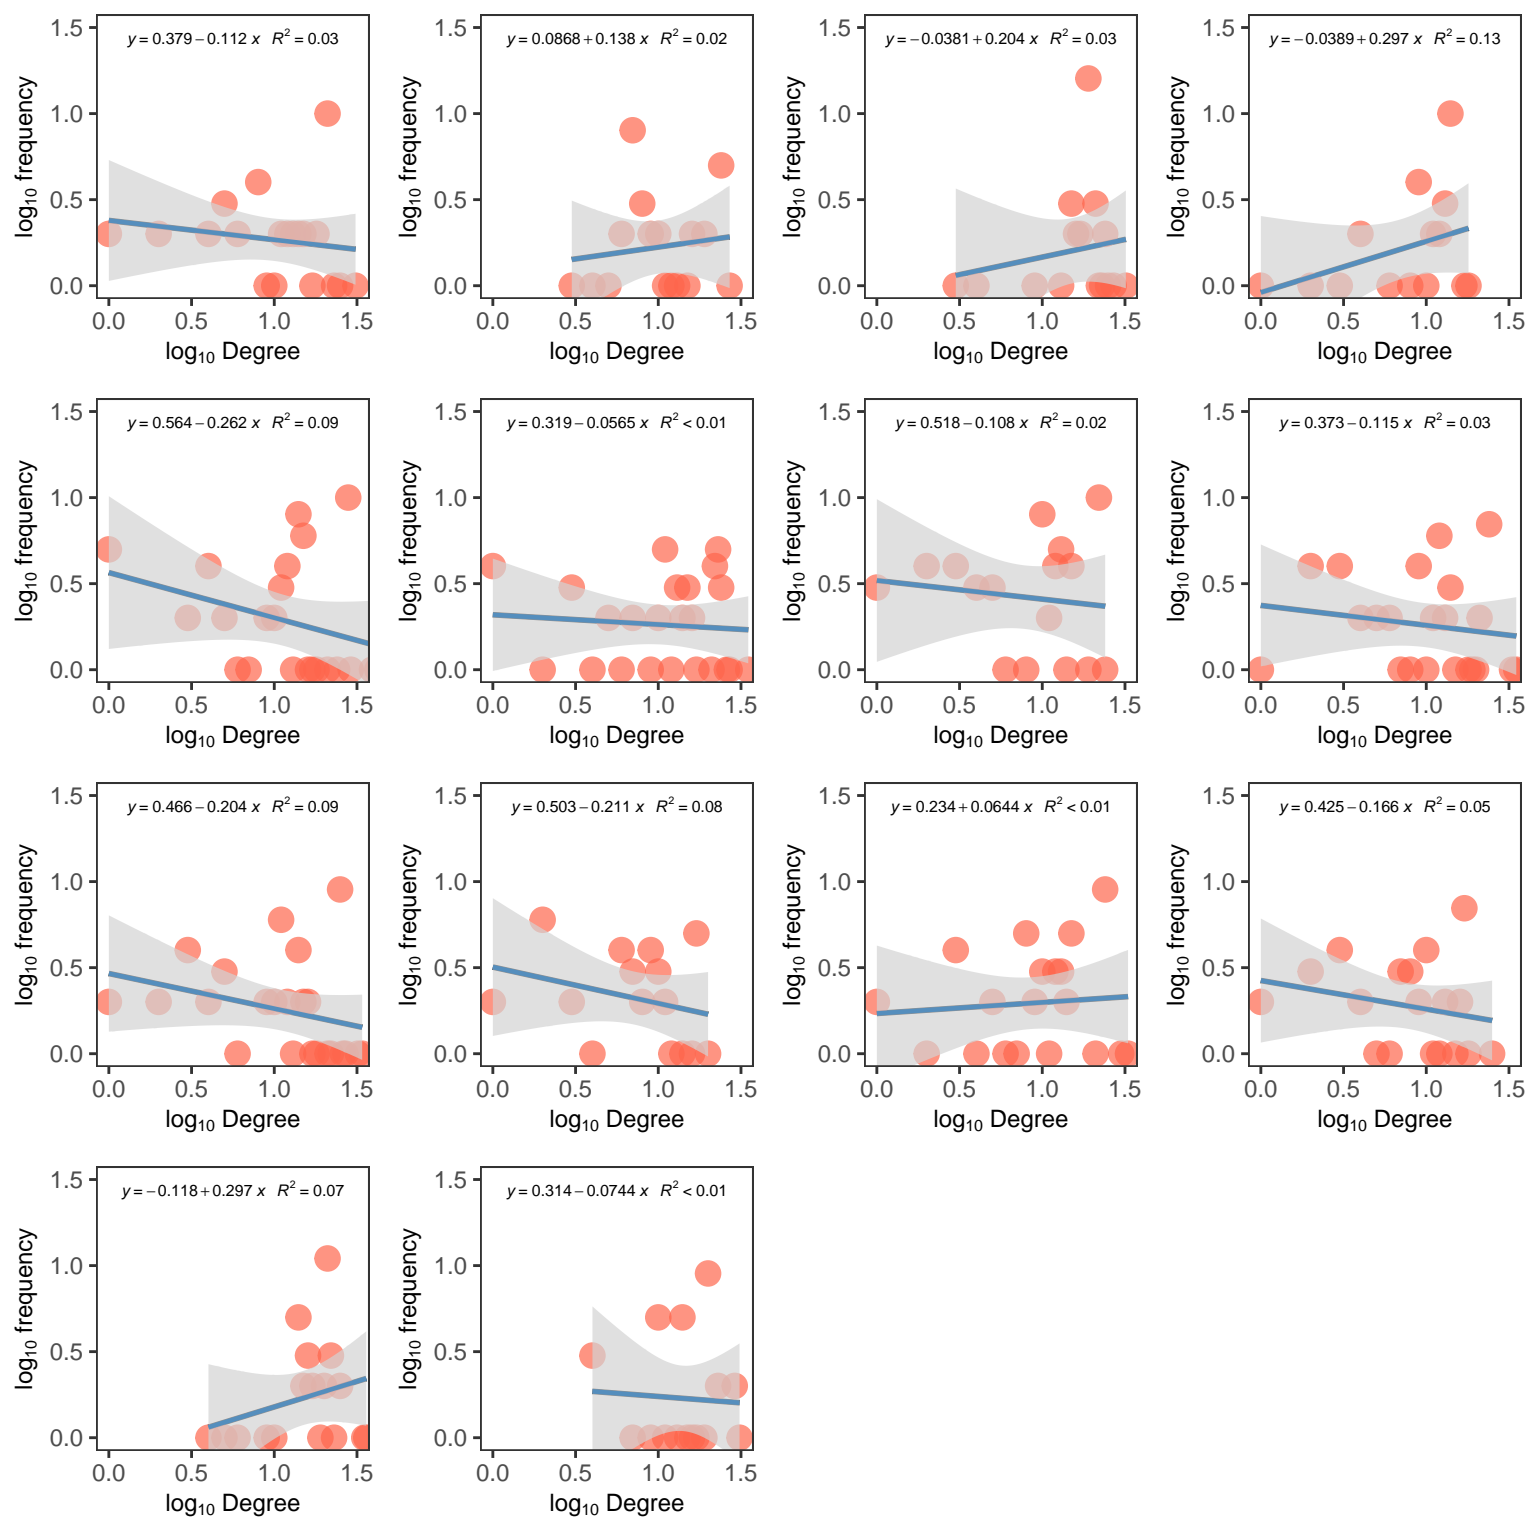 y = 0.379 − 0.112 x R² = 0.03
1.5
1.0
0.5
0.0
log₁₀ frequency
0.0 0.5 1.0 1.5
log₁₀ Degree
y = 0.0868 + 0.138 x R² = 0.02
1.5
1.0
0.5
0.0
log₁₀ frequency
0.0 0.5 1.0 1.5
log₁₀ Degree
y = −0.0381 + 0.204 x R² = 0.03
1.5
1.0
0.5
0.0
log₁₀ frequency
0.0 0.5 1.0 1.5
log₁₀ Degree
y = −0.0389 + 0.297 x R² = 0.13
1.5
1.0
0.5
0.0
log₁₀ frequency
0.0 0.5 1.0 1.5
log₁₀ Degree
y = 0.564 − 0.262 x R² = 0.09
1.5
1.0
0.5
0.0
log₁₀ frequency
0.0 0.5 1.0 1.5
log₁₀ Degree
y = 0.319 − 0.0565 x R² < 0.01
1.5
1.0
0.5
0.0
log₁₀ frequency
0.0 0.5 1.0 1.5
log₁₀ Degree
y = 0.518 − 0.108 x R² = 0.02
1.5
1.0
0.5
0.0
log₁₀ frequency
0.0 0.5 1.0 1.5
log₁₀ Degree
y = 0.373 − 0.115 x R² = 0.03
1.5
1.0
0.5
0.0
log₁₀ frequency
0.0 0.5 1.0 1.5
log₁₀ Degree
y = 0.466 − 0.204 x R² = 0.09
1.5
1.0
0.5
0.0
log₁₀ frequency
0.0 0.5 1.0 1.5
log₁₀ Degree
y = 0.503 − 0.211 x R² = 0.08
1.5
1.0
0.5
0.0
log₁₀ frequency
0.0 0.5 1.0 1.5
log₁₀ Degree
y = 0.234 + 0.0644 x R² < 0.01
1.5
1.0
0.5
0.0
log₁₀ frequency
0.0 0.5 1.0 1.5
log₁₀ Degree
y = 0.425 − 0.166 x R² = 0.05
1.5
1.0
0.5
0.0
log₁₀ frequency
0.0 0.5 1.0 1.5
log₁₀ Degree
y = −0.118 + 0.297 x R² = 0.07
1.5
1.0
0.5
0.0
log₁₀ frequency
0.0 0.5 1.0 1.5
log₁₀ Degree
y = 0.314 − 0.0744 x R² < 0.01
1.5
1.0
0.5
0.0
log₁₀ frequency
0.0 0.5 1.0 1.5
log₁₀ Degree